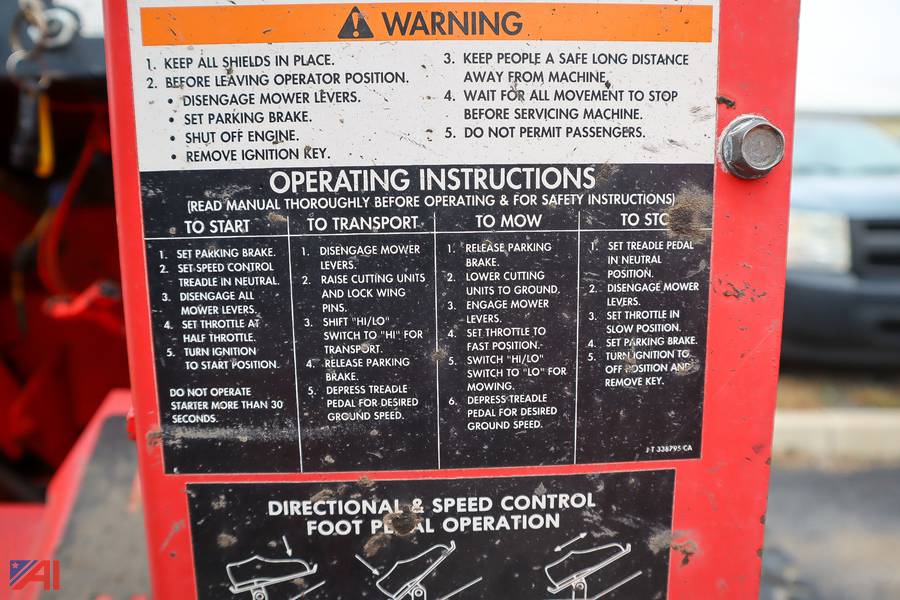 WARNING
1. KEEP ALL SHIELDS IN PLACE.
2. BEFORE LEAVING OPERATOR POSITION.
• DISENGAGE MOWER LEVERS.
• SET PARKING BRAKE.
• SHUT OFF ENGINE.
• REMOVE IGNITION KEY.
3. KEEP PEOPLE A SAFE LONG DISTANCE
AWAY FROM MACHINE.
4. WAIT FOR ALL MOVEMENT TO STOP
BEFORE SERVICING MACHINE.
5. DO NOT PERMIT PASSENGERS.
OPERATING INSTRUCTIONS
(READ MANUAL THOROUGHLY BEFORE OPERATING & FOR SAFETY INSTRUCTIONS)
TO START
1. SET PARKING BRAKE.
2. SET SPEED CONTROL
TREADLE IN NEUTRAL.
3. DISENGAGE ALL
MOWER LEVERS.
4. SET THROTTLE AT
HALF THROTTLE.
5. TURN IGNITION
TO START POSITION.
DO NOT OPERATE
STARTER MORE THAN 30
SECONDS.
TO TRANSPORT
1. DISENGAGE MOWER
LEVERS.
2. RAISE CUTTING UNITS
AND LOCK WING
PINS.
3. SHIFT "HI/LO"
SWITCH TO "HI" FOR
TRANSPORT.
4. RELEASE PARKING
BRAKE.
5. DEPRESS TREADLE
PEDAL FOR DESIRED
GROUND SPEED.
TO MOW
1. RELEASE PARKING
BRAKE.
2. LOWER CUTTING
UNITS TO GROUND.
3. ENGAGE MOWER
LEVERS.
4. SET THROTTLE TO
FAST POSITION.
5. SWITCH "HI/LO"
SWITCH TO "LO" FOR
MOWING.
6. DEPRESS TREADLE
PEDAL FOR DESIRED
GROUND SPEED.
TO STO
1. SET TREADLE PEDAL
IN NEUTRAL
POSITION.
2. DISENGAGE MOWER
LEVERS.
3. SET THROTTLE IN
SLOW POSITION.
4. SET PARKING BRAKE.
5. TURN IGNITION TO
OFF POSITION AND
REMOVE KEY.
J-T 338795 CA
DIRECTIONAL & SPEED CONTROL
FOOT PEDAL OPERATION
AI